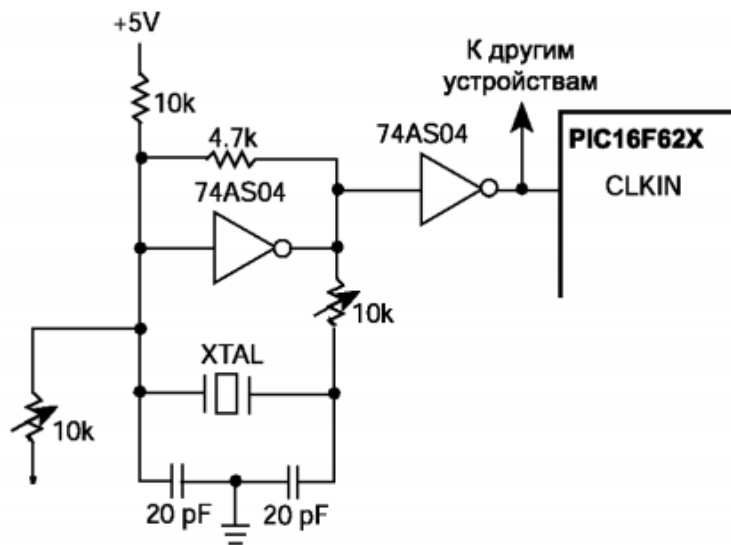 +5V
10k
К другим
устройствам
4.7k
74AS04
74AS04
PIC16F62X
CLKIN
10k
XTAL
10k
20 pF
20 pF